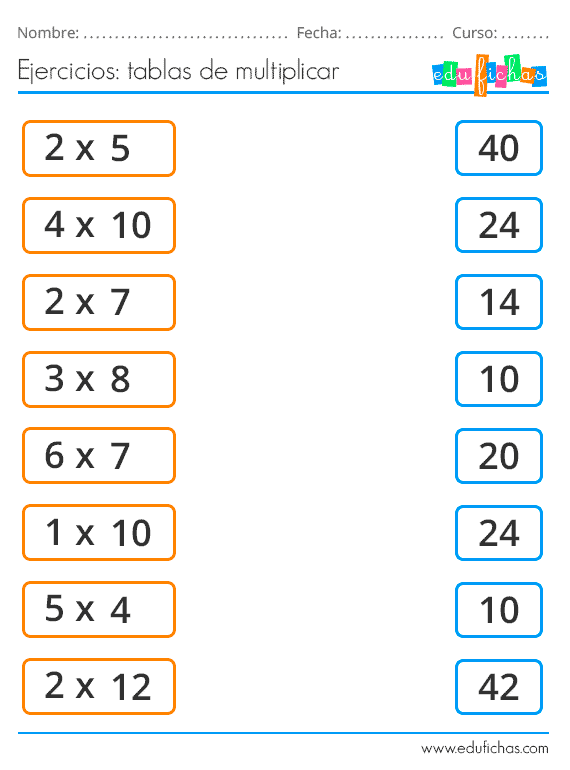 Nombre: ................................ Fecha: ............... Curso: ........
Ejercicios: tablas de multiplicar edufichas
2 x 5 40
4 x 10 24
2 x 7 14
3 x 8 10
6 x 7 20
1 x 10 24
5 x 4 10
2 x 12 42
www.edufichas.com